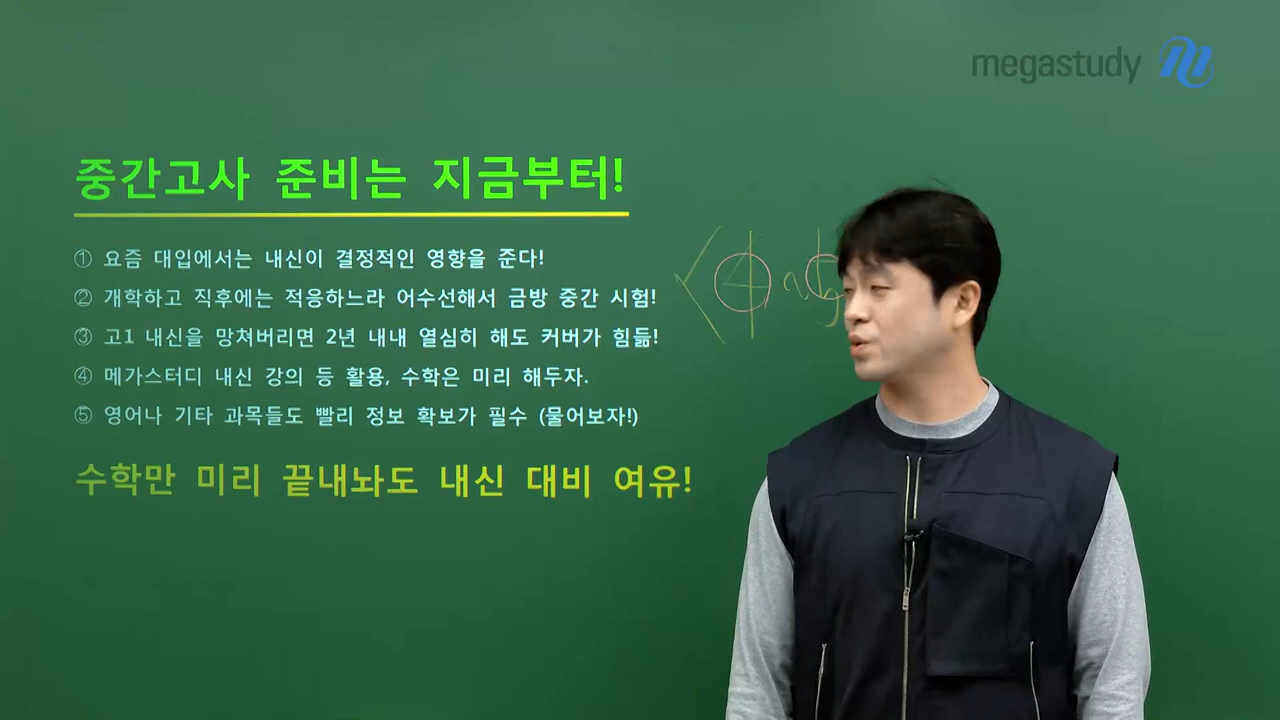 megastudy
중간고사 준비는 지금부터!
① 요즘 대입에서는 내신이 결정적인 영향을 준다!
② 개학하고 직후에는 적응하느라 어수선해서 금방 중간 시험!
③ 고1 내신을 망쳐버리면 2년 내내 열심히 해도 커버가 힘듦!
④ 메가스터디 내신 강의 등 활용, 수학은 미리 해두자.
⑤ 영어나 기타 과목들도 빨리 정보 확보가 필수 (물어보자!)
수학만 미리 끝내놔도 내신 대비 여유!